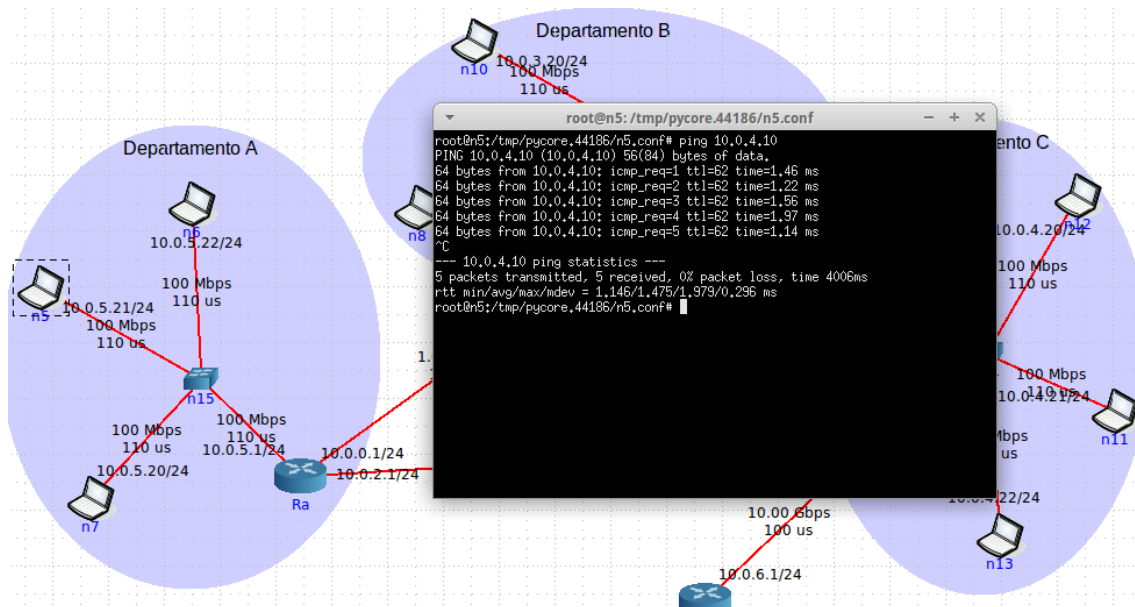 Departamento B
n10
10.0.3.20/24
100 Mbps
110 us
root@n5: /tmp/pycore.44186/n5.conf
root@n5:/tmp/pycore.44186/n5.conf# ping 10.0.4.10
PING 10.0.4.10 (10.0.4.10) 56(84) bytes of data.
64 bytes from 10.0.4.10: icmp_req=1 ttl=62 time=1.46 ms
64 bytes from 10.0.4.10: icmp_req=2 ttl=62 time=1.22 ms
64 bytes from 10.0.4.10: icmp_req=3 ttl=62 time=1.56 ms
64 bytes from 10.0.4.10: icmp_req=4 ttl=62 time=1.97 ms
64 bytes from 10.0.4.10: icmp_req=5 ttl=62 time=1.14 ms
^C
--- 10.0.4.10 ping statistics ---
5 packets transmitted, 5 received, 0% packet loss, time 4006ms
rtt min/avg/max/mdev = 1.146/1.475/1.979/0.296 ms
root@n5:/tmp/pycore.44186/n5.conf#
Departamento A
n6
10.0.5.22/24
100 Mbps
110 us
n5
10.0.5.21/24
100 Mbps
110 us
n15
100 Mbps
110 us
10.0.5.1/24
100 Mbps
110 us
10.0.5.20/24
n7
10.0.0.1/24
10.0.2.1/24
Ra
n8
1.
ento C
n12
10.0.4.20/24
100 Mbps
110 us
100 Mbps
110 us
10.0.4.21/24
n11
Mbps
us
10.0.4.22/24
n13
10.00 Gbps
100 us
10.0.6.1/24